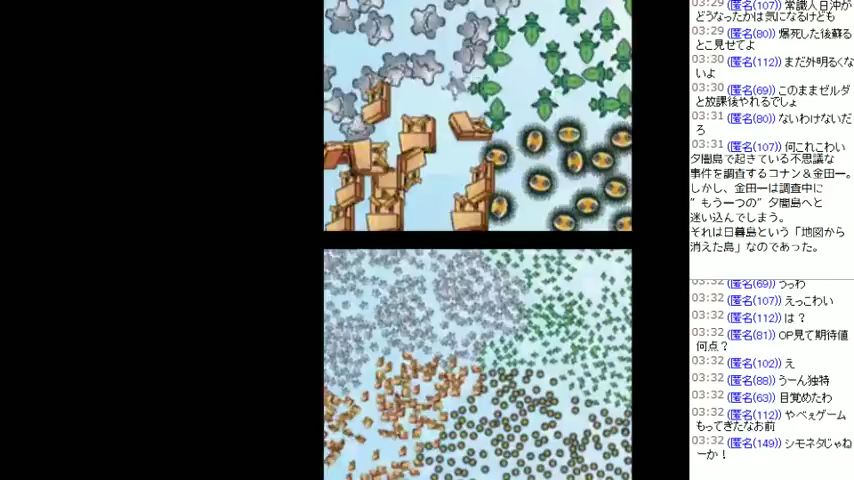 03:29 (匿名(107)) 常識人日沖が
どうなったかは気になるけども
03:29 (匿名(80)) 爆死した後蘇る
とこ見せてよ
03:30 (匿名(112)) まだ外明るくな
いよ
03:30 (匿名(69)) このままゼルダ
と放課後やれるでしょ
03:31 (匿名(80)) ないわけないだ
ろ
03:31 (匿名(107)) 何これこわい
夕闇島で起きている不思議な
事件を調査するコナン＆金田一。
しかし、金田一は調査中に
"もう一つの"夕闇島へと
迷い込んでしまう。
それは日暮島という「地図から
消えた島」なのであった。
03:32 (匿名(69)) うっわ
03:32 (匿名(107)) えっこわい
03:32 (匿名(112)) は？
03:32 (匿名(81)) OP見て期待値
何点？
03:32 (匿名(102)) え
03:32 (匿名(88)) うーん独特
03:32 (匿名(63)) 目覚めたわ
03:32 (匿名(112)) やべぇゲーム
もってきたなお前
03:32 (匿名(149)) シモネタじゃね
ーか！